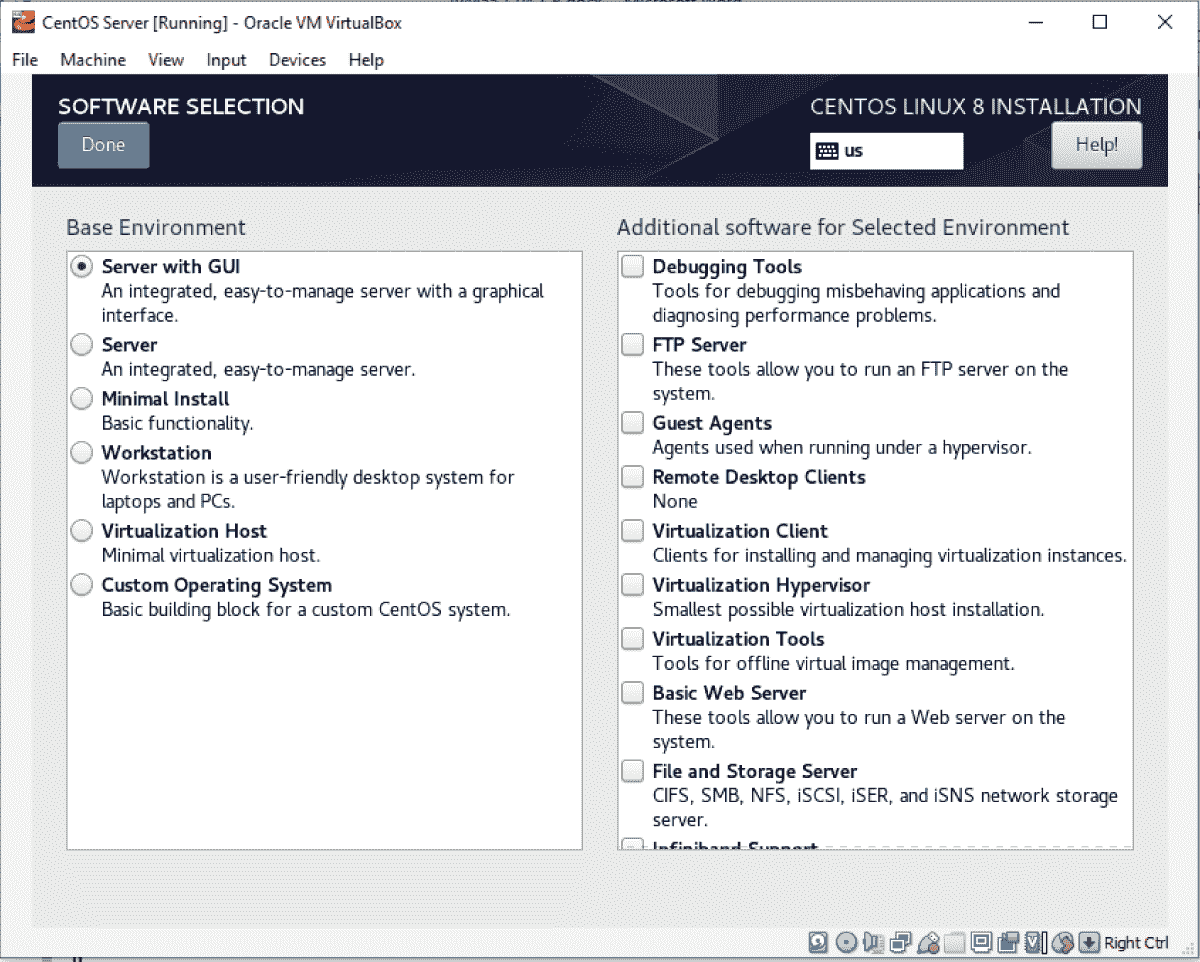 CentOS Server [Running] - Oracle VM VirtualBox
File Machine View Input Devices Help
SOFTWARE SELECTION
Done
CENTOS LINUX 8 INSTALLATION
us
Help!
Base Environment
Server with GUI
An integrated, easy-to-manage server with a graphical
interface.
Server
An integrated, easy-to-manage server.
Minimal Install
Basic functionality.
Workstation
Workstation is a user-friendly desktop system for
laptops and PCs.
Virtualization Host
Minimal virtualization host.
Custom Operating System
Basic building block for a custom CentOS system.
Additional software for Selected Environment
Debugging Tools
Tools for debugging misbehaving applications and
diagnosing performance problems.
FTP Server
These tools allow you to run an FTP server on the
system.
Guest Agents
Agents used when running under a hypervisor.
Remote Desktop Clients
None
Virtualization Client
Clients for installing and managing virtualization instances.
Virtualization Hypervisor
Smallest possible virtualization host installation.
Virtualization Tools
Tools for offline virtual image management.
Basic Web Server
These tools allow you to run a Web server on the
system.
File and Storage Server
CIFS, SMB, NFS, iSCSI, iSER, and iSNS network storage
server.
Infiniband Support
Right Ctrl